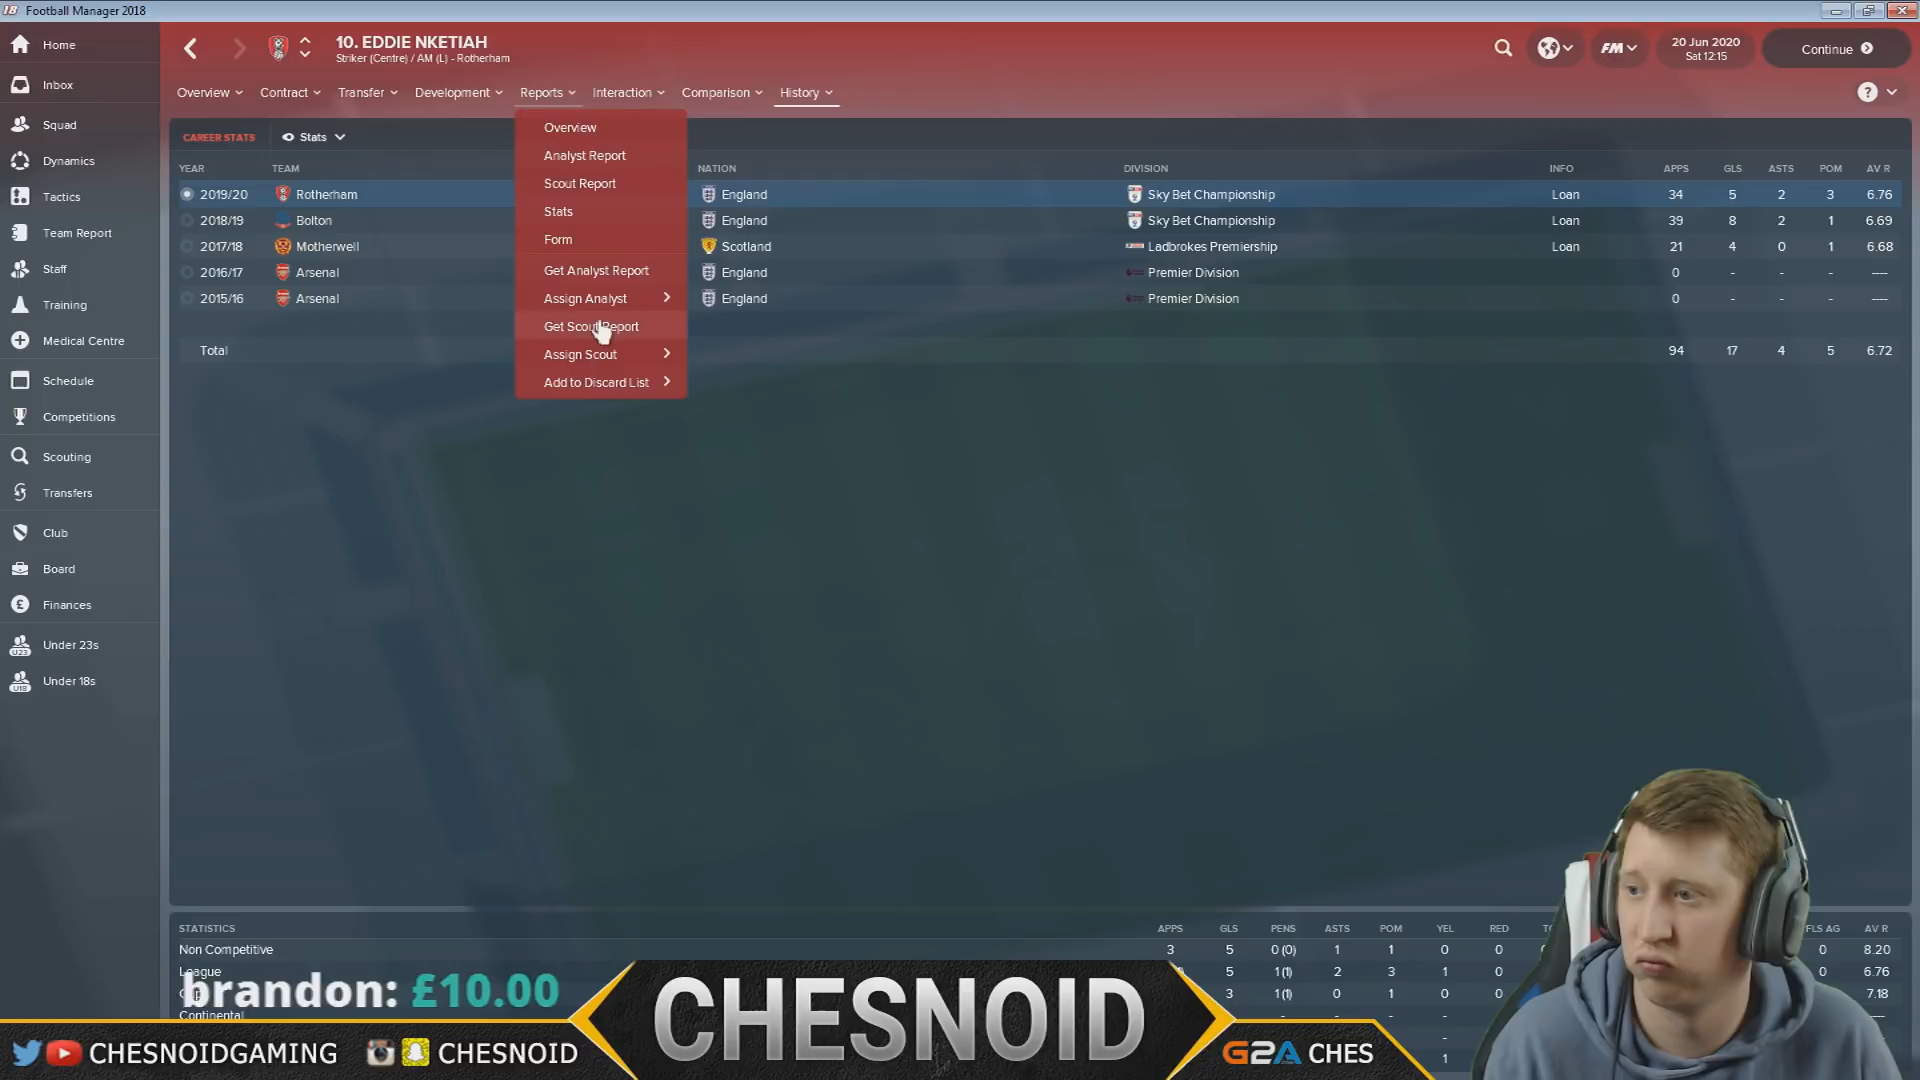 18 Football Manager 2018
Home
Inbox
Squad
Dynamics
Tactics
Team Report
Staff
Training
Medical Centre
Schedule
Competitions
Scouting
Transfers
Club
Board
Finances
Under 23s
Under 18s
10. EDDIE NKETIAH
Striker (Centre) / AM (L) - Rotherham
FM
20 Jun 2020
Sat 12:15
Continue
Overview Contract Transfer Development Reports Interaction Comparison History
?
CAREER STATS Stats
YEAR TEAM NATION DIVISION INFO APPS GLS ASTS POM AV R
2019/20 Rotherham England Sky Bet Championship Loan 34 5 2 3 6.76
2018/19 Bolton England Sky Bet Championship Loan 39 8 2 1 6.69
2017/18 Motherwell Scotland Ladbrokes Premiership Loan 21 4 0 1 6.68
2016/17 Arsenal England Premier Division 0 - - - ----
2015/16 Arsenal England Premier Division 0 - - - ----
Total 94 17 4 5 6.72
Overview
Analyst Report
Scout Report
Stats
Form
Get Analyst Report
Assign Analyst
Get Scout Report
Assign Scout
Add to Discard List
STATISTICS APPS GLS PENS ASTS POM YEL RED FLS AG AV R
Non Competitive 3 5 0 (0) 1 1 0 0 0 8.20
League 5 1(1) 2 3 1 0 0 6.76
3 1(1) 0 1 0 0 7.18
Continental - - - - - - ----
-
1
brandon: £10.00
CHESNOIDGAMING
CHESNOID
CHESNOID
G2A CHES